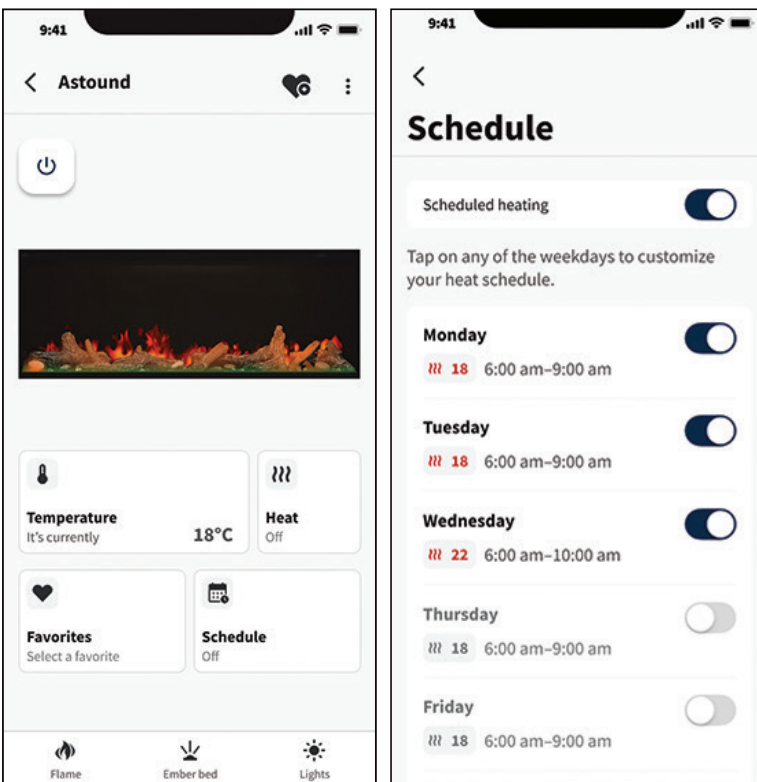 9:41
Astound
Temperature
It's currently
18°C
Heat
Off
Favorites
Select a favorite
Schedule
Off
Flame
Ember bed
Lights
9:41
Schedule
Scheduled heating
Tap on any of the weekdays to customize
your heat schedule.
Monday
18 6:00 am–9:00 am
Tuesday
18 6:00 am–9:00 am
Wednesday
22 6:00 am–10:00 am
Thursday
18 6:00 am–9:00 am
Friday
18 6:00 am–9:00 am